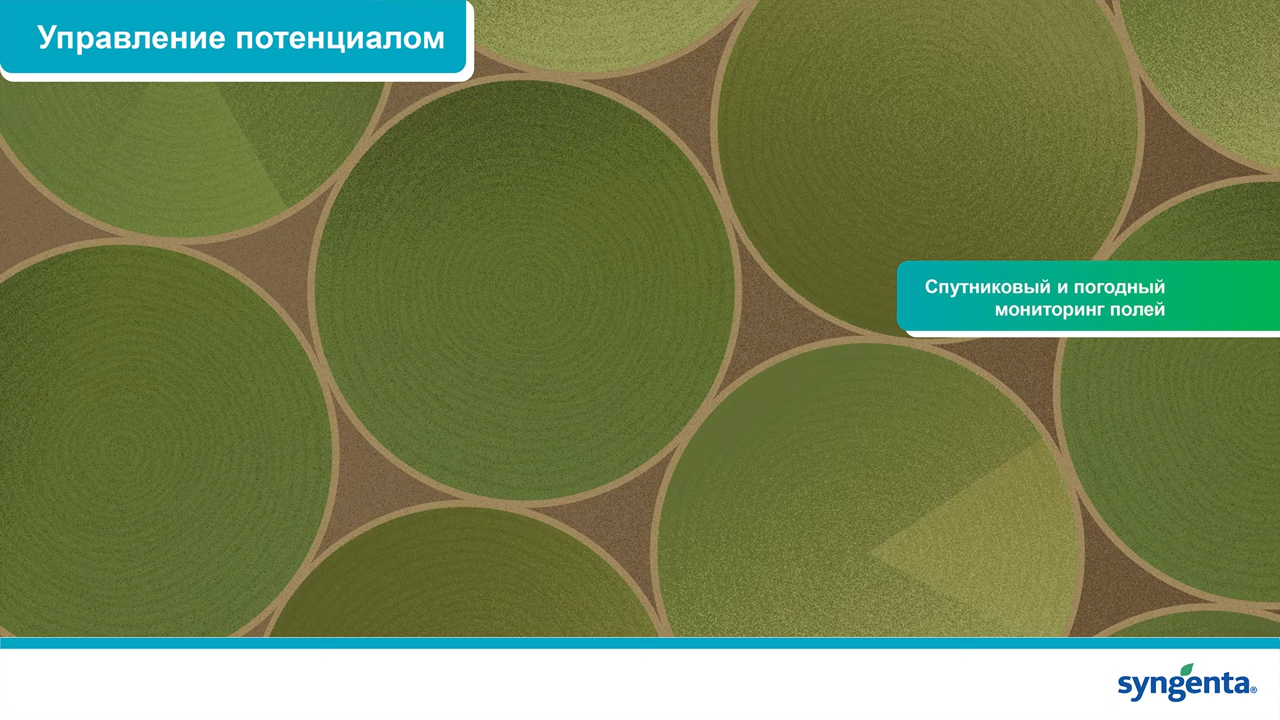 Управление потенциалом
Спутниковый и погодный
мониторинг полей
syngenta®